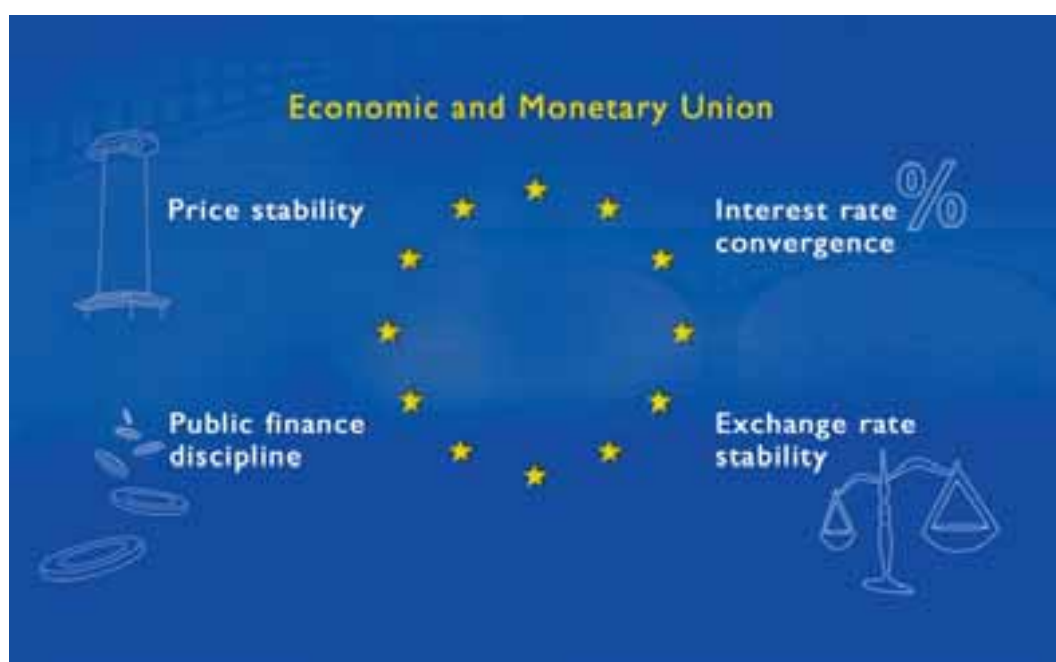 Economic and Monetary Union
Price stability
Interest rate
convergence
%
Public finance
discipline
Exchange rate
stability